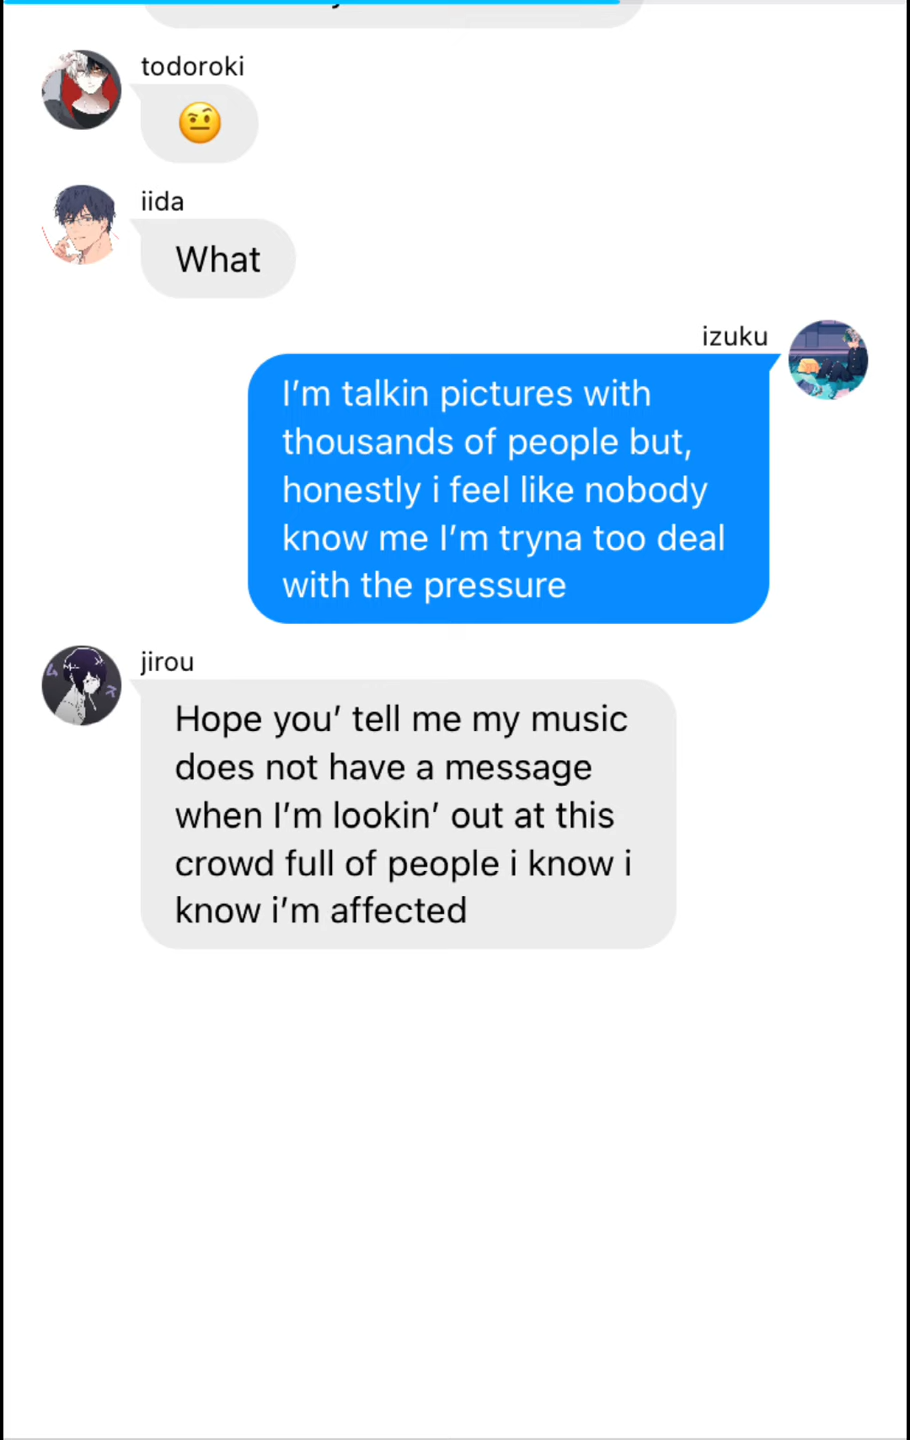 todoroki
🤨
iida
What
izuku
I'm talkin pictures with
thousands of people but,
honestly i feel like nobody
know me I'm tryna too deal
with the pressure
jirou
ム
ス
Hope you' tell me my music
does not have a message
when I'm lookin' out at this
crowd full of people i know i
know i'm affected